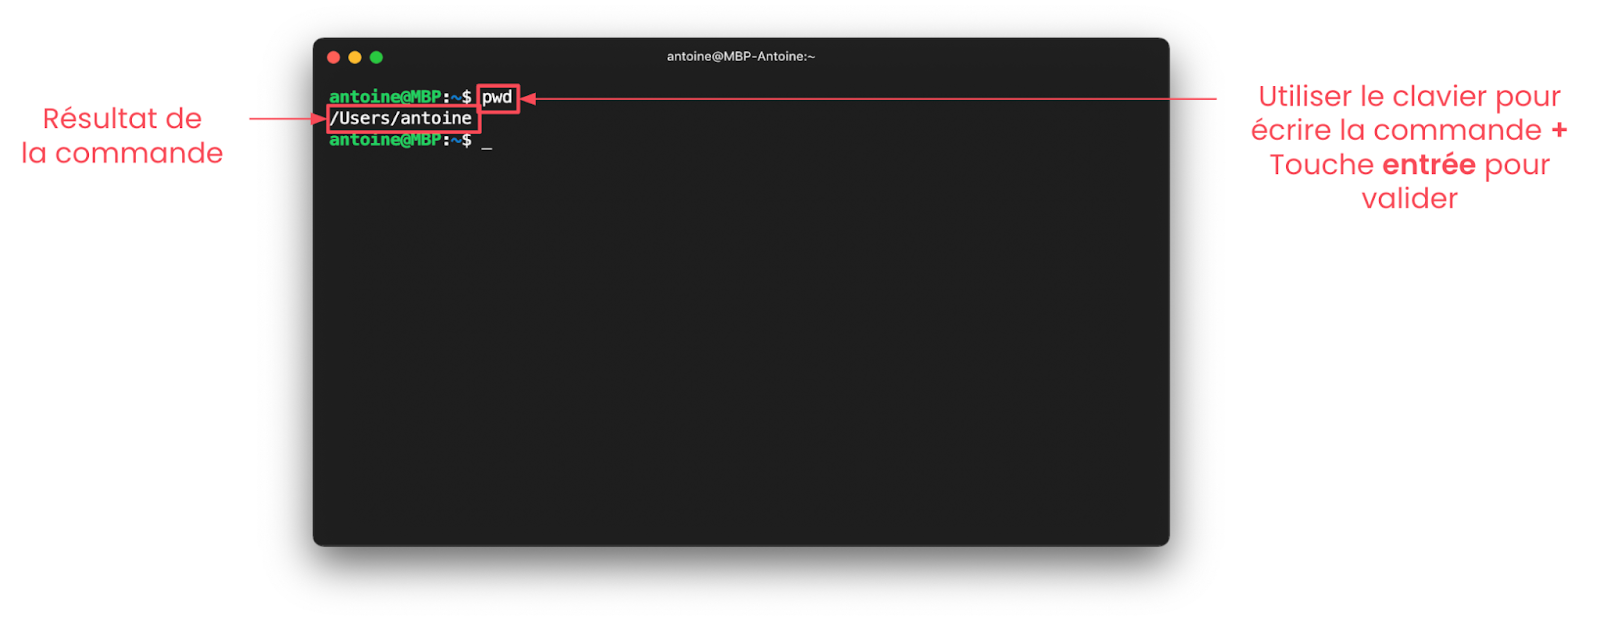 antoine@MBP-Antoine:~
antoine@MBP:~$ pwd
/Users/antoine
antoine@MBP:~$ _
Résultat de
la commande
Utiliser le clavier pour
écrire la commande +
Touche entrée pour
valider